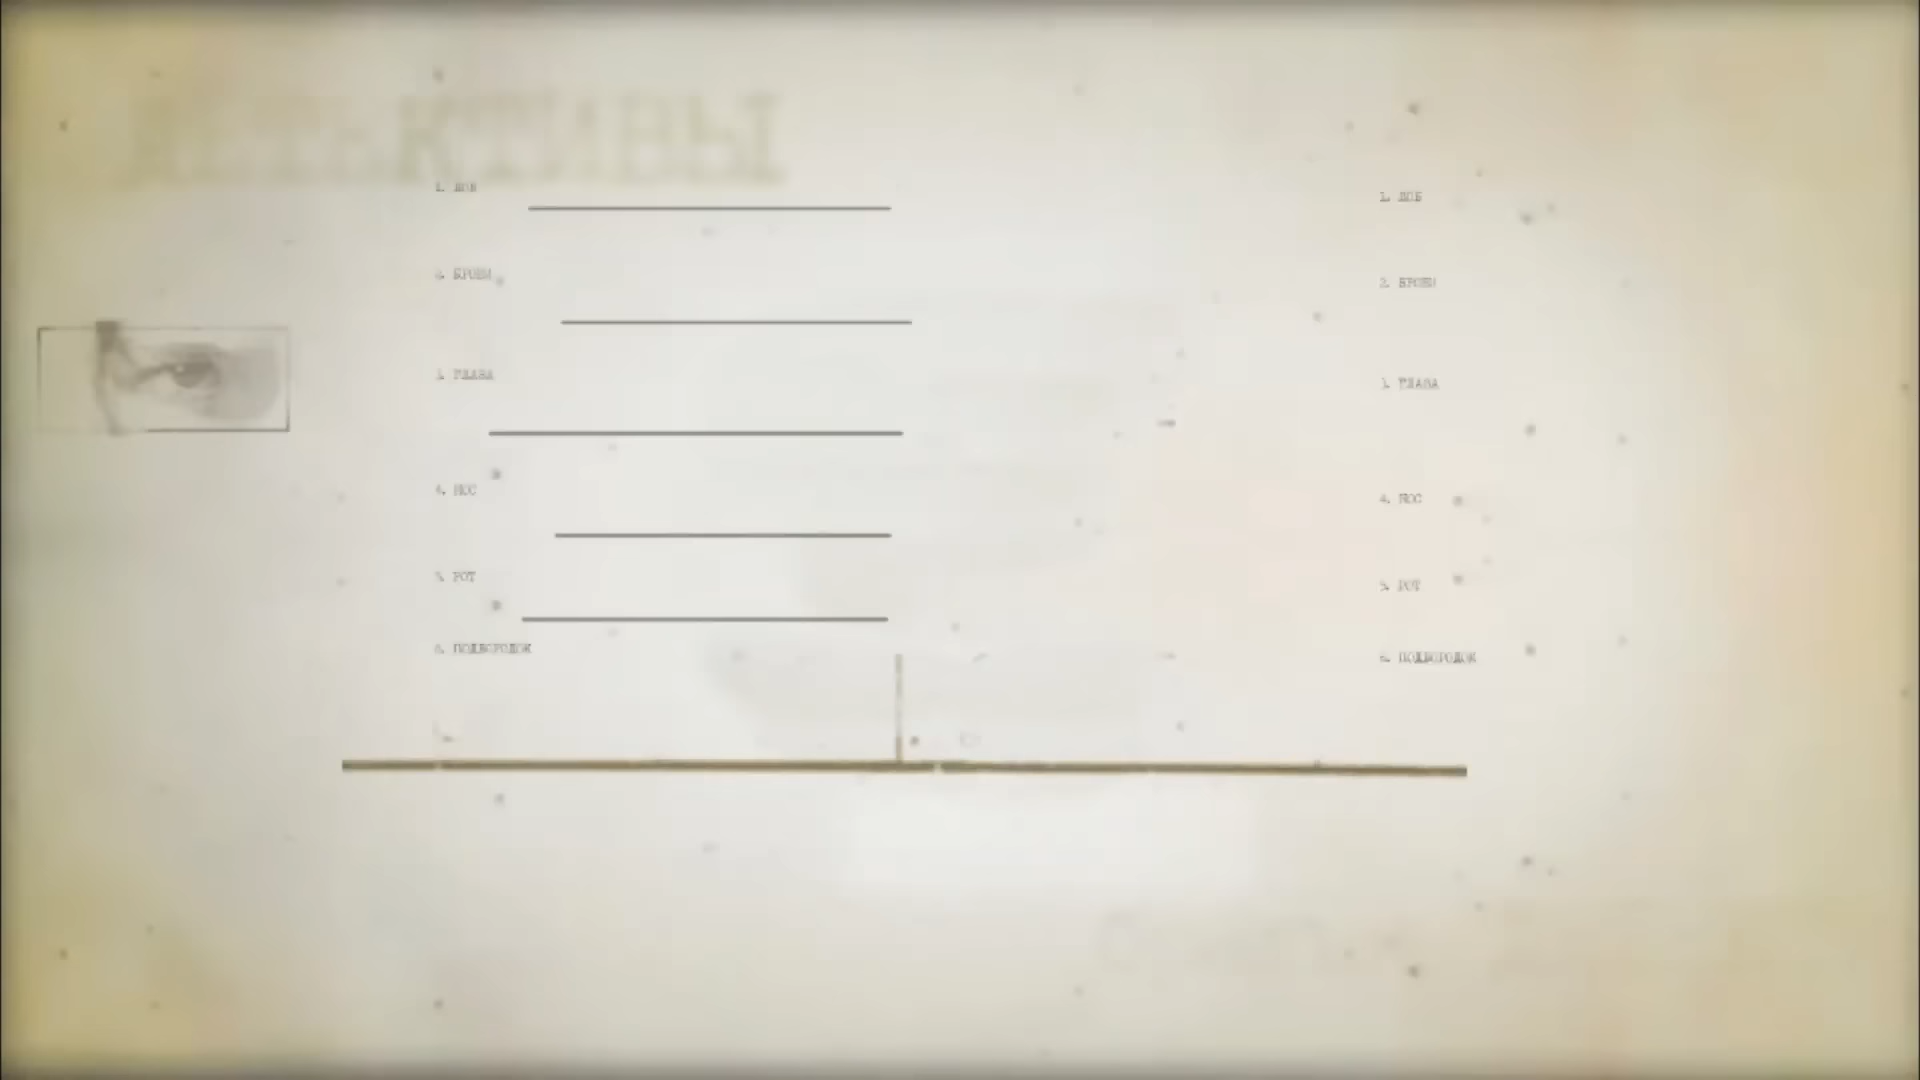 ДЕТЕКТИВЫ
1. ЛОБ
2. БРОВИ
3. ГЛАЗА
4. НОС
5. РОТ
6. ПОДБОРОДОК
1. ЛОБ
2. БРОВИ
3. ГЛАЗА
4. НОС
5. РОТ
6. ПОДБОРОДОК